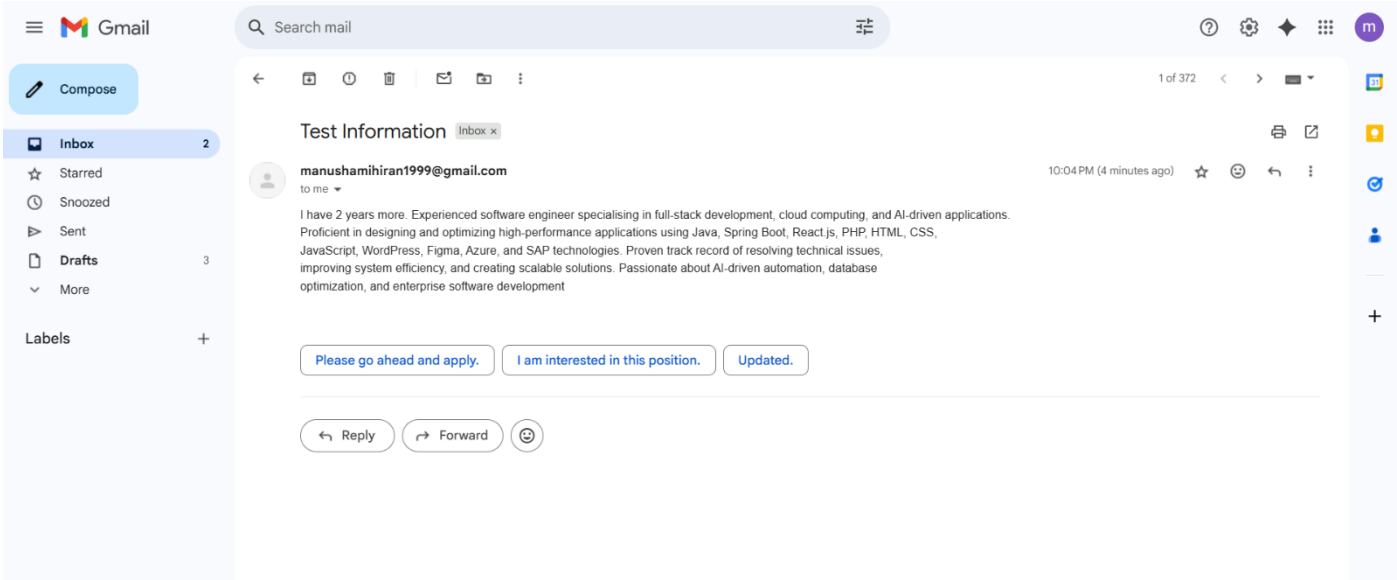 Gmail
Search mail
m
Compose
1 of 372
31
Test Information Inbox ×
Inbox 2
Starred
Snoozed
Sent
Drafts 3
More
Labels
manushamihiran1999@gmail.com
10:04 PM (4 minutes ago)
to me
I have 2 years more. Experienced software engineer specialising in full-stack development, cloud computing, and AI-driven applications.
Proficient in designing and optimizing high-performance applications using Java, Spring Boot, React.js, PHP, HTML, CSS,
JavaScript, WordPress, Figma, Azure, and SAP technologies. Proven track record of resolving technical issues,
improving system efficiency, and creating scalable solutions. Passionate about AI-driven automation, database
optimization, and enterprise software development
Please go ahead and apply.
I am interested in this position.
Updated.
Reply
Forward